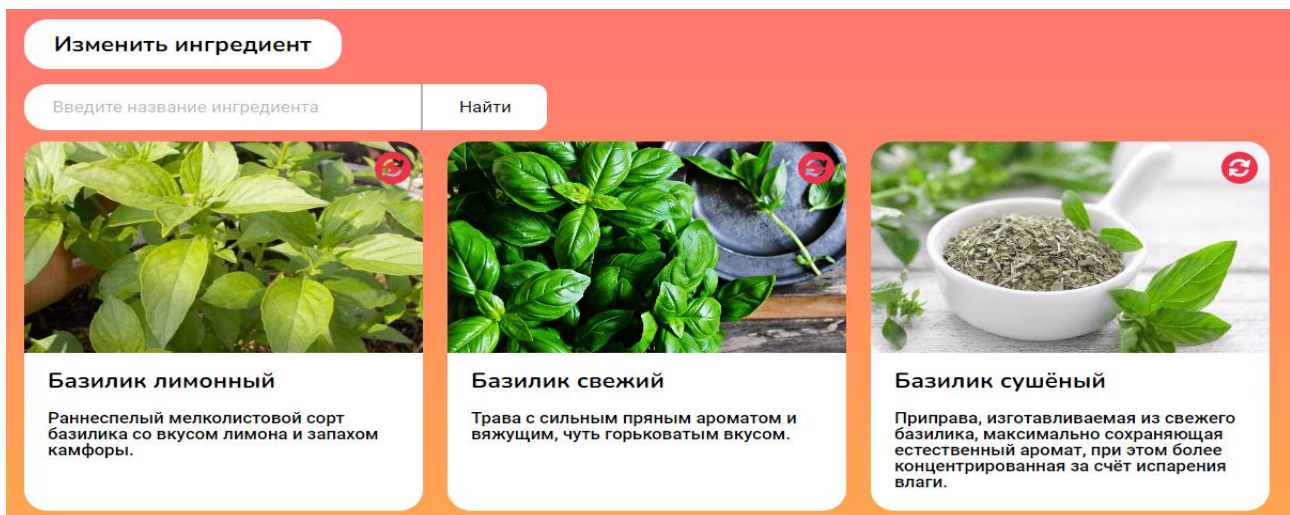 Изменить ингредиент
Введите название ингредиента
Найти
Базилик лимонный
Раннеспелый мелколистовой сорт
базилика со вкусом лимона и запахом
камфоры.
Базилик свежий
Трава с сильным пряным ароматом и
вяжущим, чуть горьковатым вкусом.
Базилик сушёный
Приправа, изготавливаемая из свежего
базилика, максимально сохраняющая
естественный аромат, при этом более
концентрированная за счёт испарения
влаги.